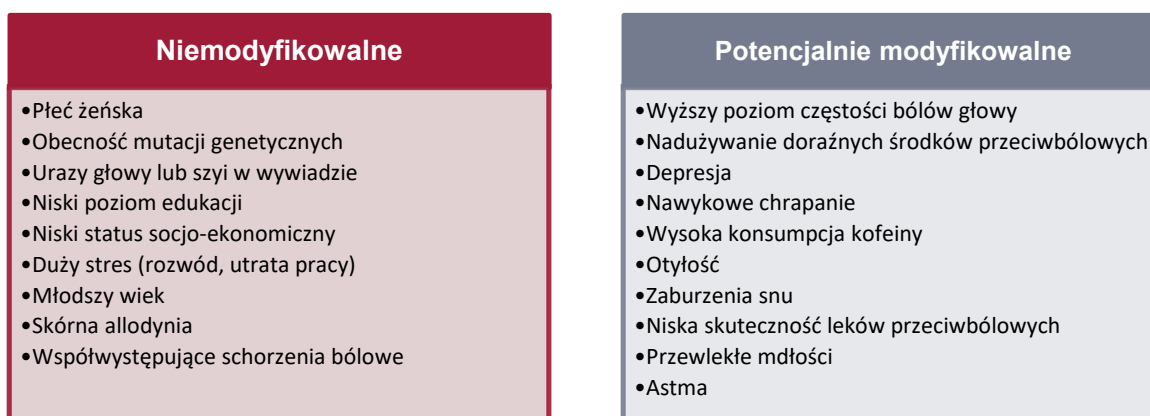 Niemodyfikowalne
•Płeć żeńska
•Obecność mutacji genetycznych
•Urazy głowy lub szyi w wywiadzie
•Niski poziom edukacji
•Niski status socjo-ekonomiczny
•Duży stres (rozwód, utrata pracy)
•Młodszy wiek
•Skórna allodynia
•Współwystępujące schorzenia bólowe
Potencjalnie modyfikowalne
•Wyższy poziom częstości bólów głowy
•Nadużywanie doraźnych środków przeciwbólowych
•Depresja
•Nawykowe chrapanie
•Wysoka konsumpcja kofeiny
•Otyłość
•Zaburzenia snu
•Niska skuteczność leków przeciwbólowych
•Przewlekłe mdłości
•Astma